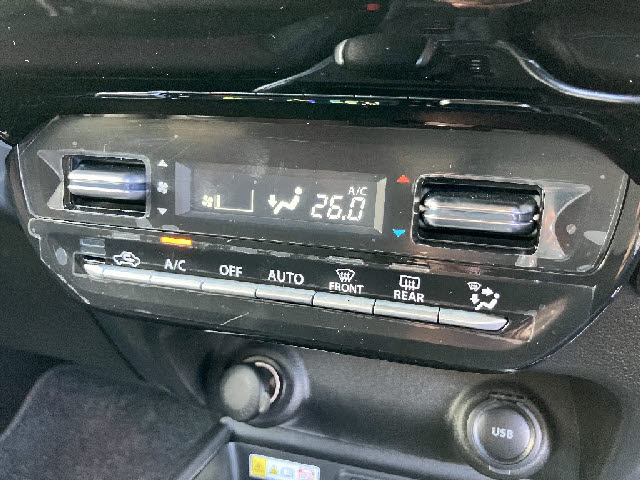 A/C
26.0
A/C
OFF
AUTO
FRONT
REAR
USB